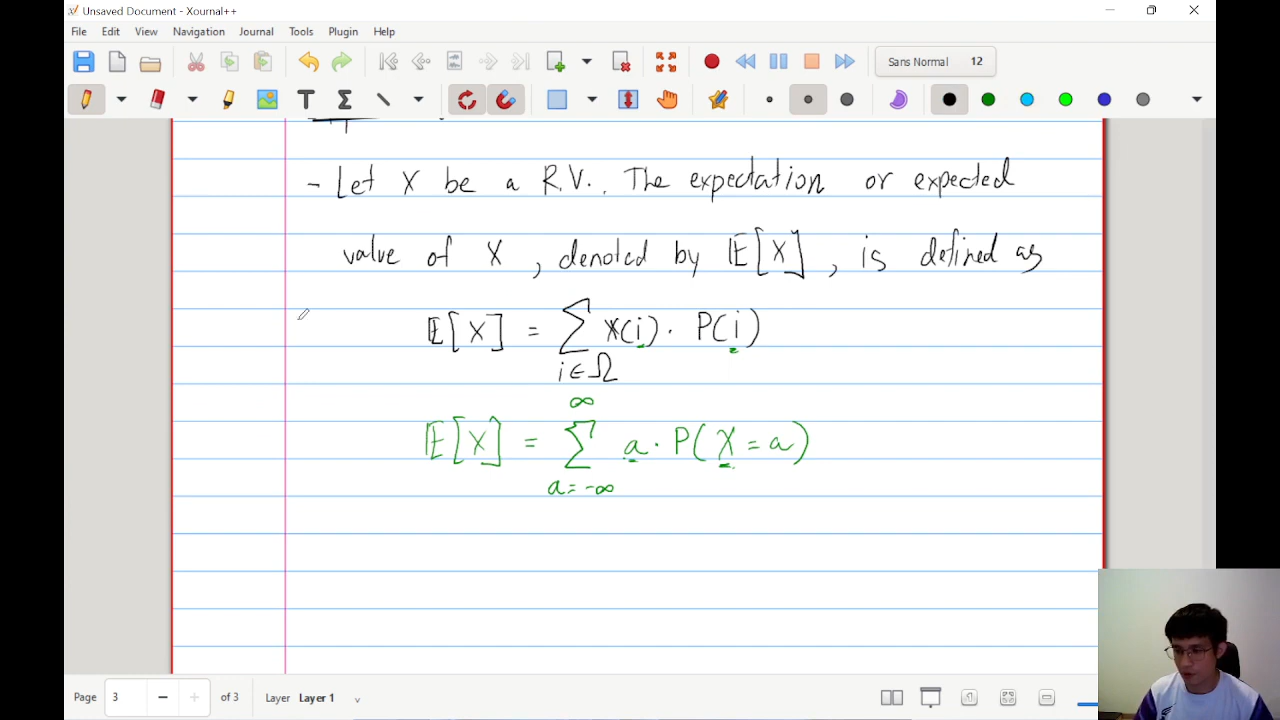 Unsaved Document - Xournal++
File Edit View Navigation Journal Tools Plugin Help
Sans Normal 12
- Let X be a R.V.. The expectation or expected
value of X, denoted by 𝔼[X], is defined as
𝔼[X] = ∑ X(i) · P(i)
i ∈ Ω
∞
𝔼[X] = ∑ a · P(X = a)
a = -∞
Page 3 of 3 Layer Layer 1